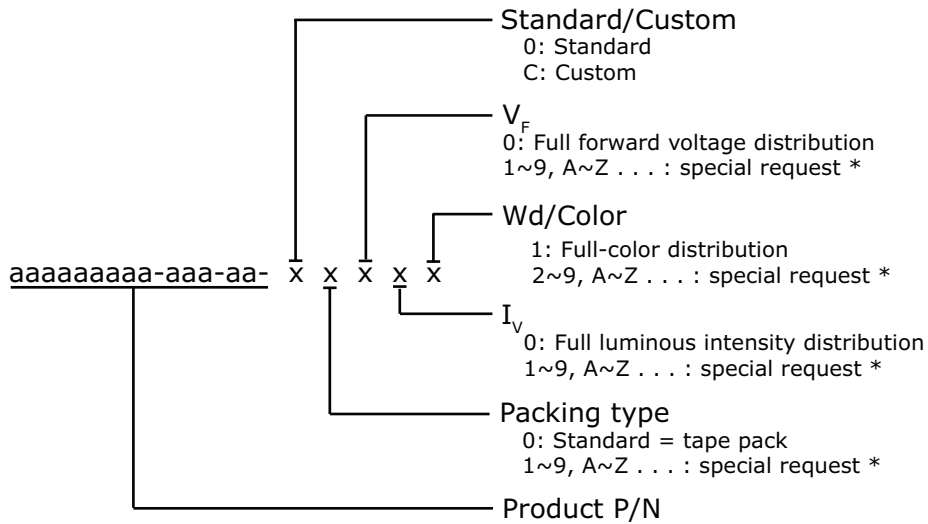 Standard/Custom
0: Standard
C: Custom
VF
0: Full forward voltage distribution
1~9, A~Z . . . : special request *
Wd/Color
1: Full-color distribution
2~9, A~Z . . . : special request *
aaaaaaaaa-aaa-aa- x x x x x
IV
0: Full luminous intensity distribution
1~9, A~Z . . . : special request *
Packing type
0: Standard = tape pack
1~9, A~Z . . . : special request *
Product P/N